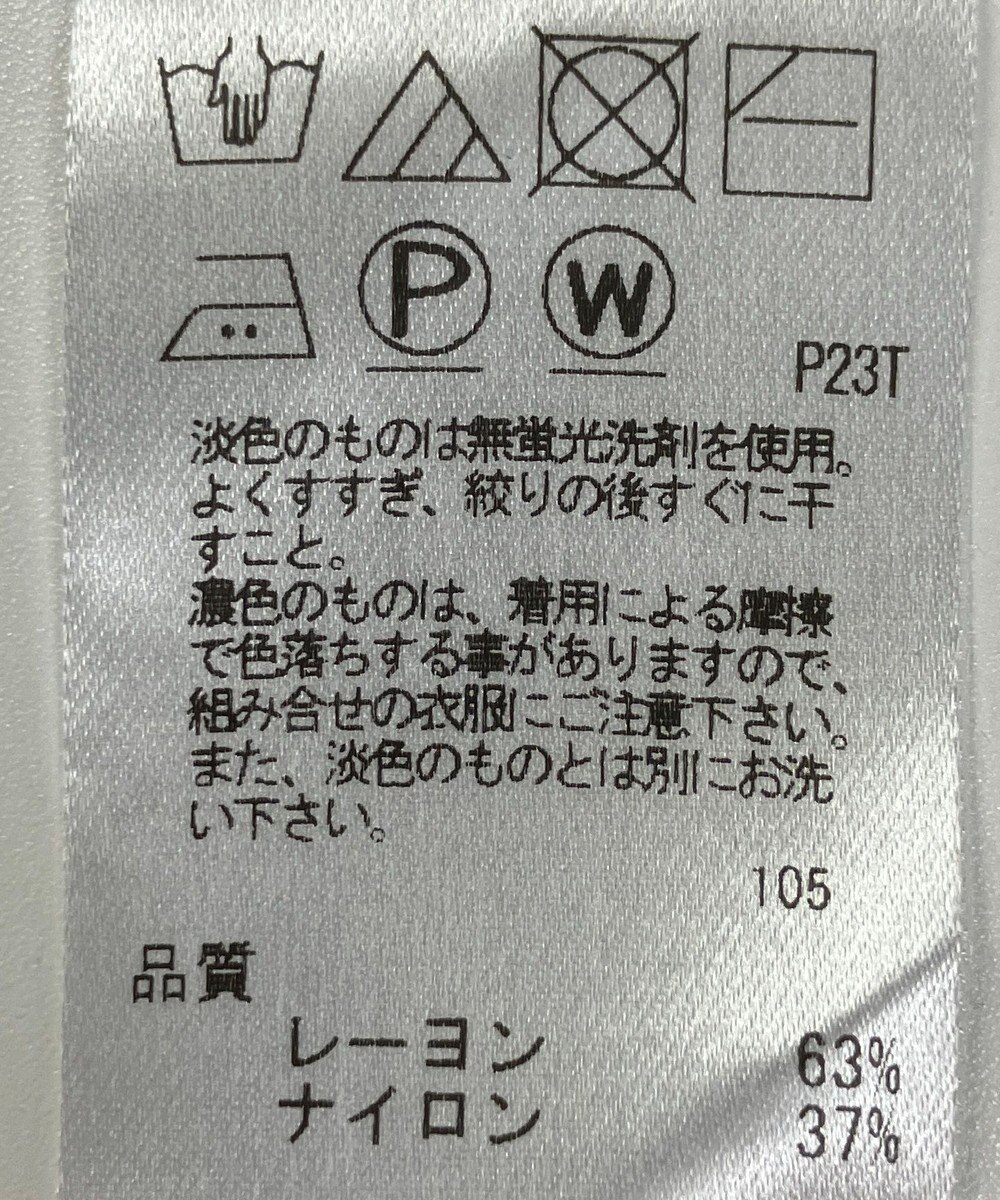 P
W
P23T
淡色のものは無蛍光洗剤を使用。
よくすすぎ、絞りの後すぐに干
すこと。
濃色のものは、着用による摩擦
で色落ちする事がありますので、
組み合せの衣服にご注意下さい。
また、淡色のものとは別にお洗
い下さい。
105
品質
レーヨン 63%
ナイロン 37%